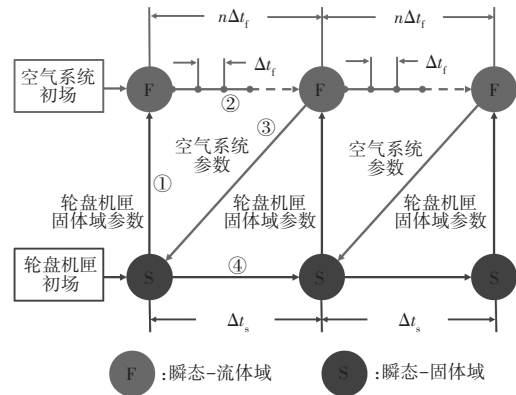 nΔt_f nΔt_f
Δt_f Δt_f
空气系统
初场
F F F
②
③
空气系统
参数
空气系统
参数
①
轮盘机匣
固体域参数
轮盘机匣
固体域参数
轮盘机匣
固体域参数
轮盘机匣
初场
④
S S S
Δt_s Δt_s
F :瞬态-流体域 S :瞬态-固体域